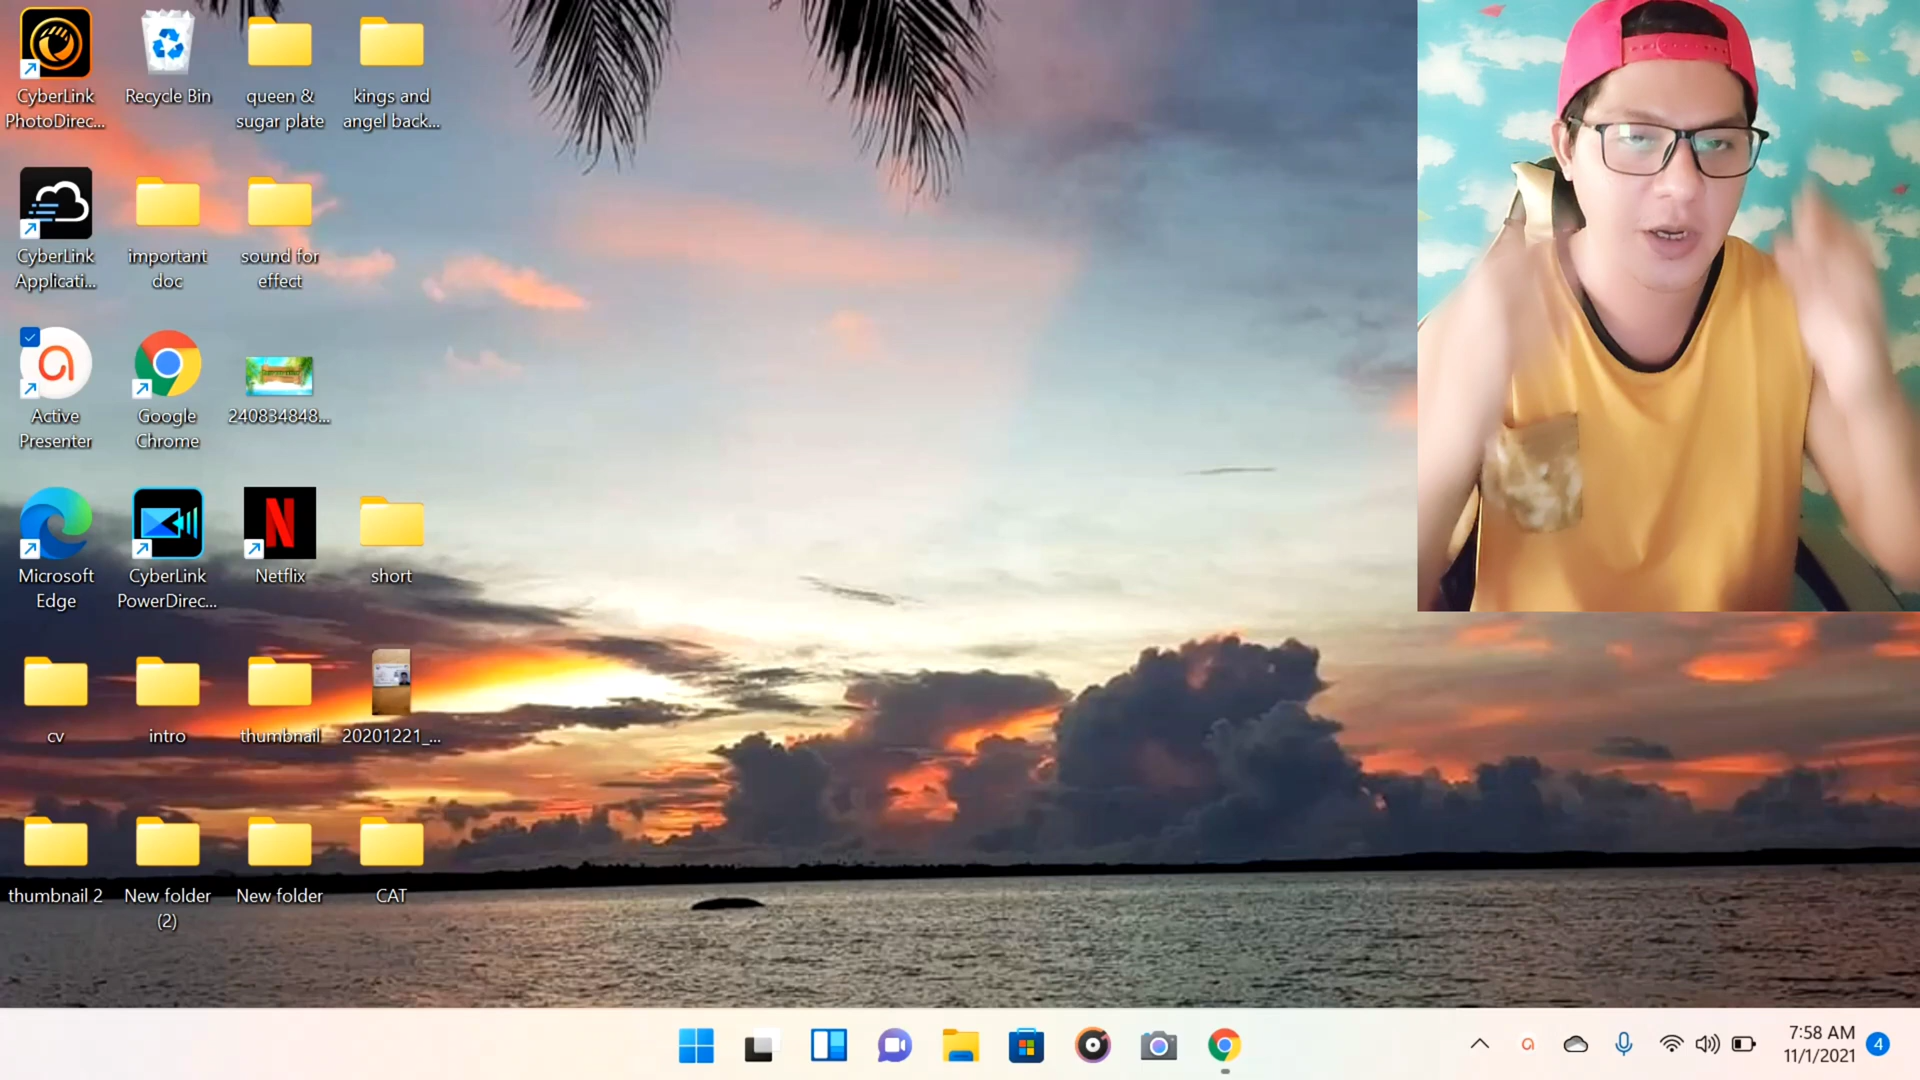 CyberLink
PhotoDirec...
Recycle Bin
queen &
sugar plate
kings and
angel back...
CyberLink
Applicati...
important
doc
sound for
effect
Active
Presenter
Google
Chrome
240834848...
Microsoft
Edge
CyberLink
PowerDirec...
Netflix
short
cv
intro
thumbnail
20201221_...
thumbnail 2
New folder
(2)
New folder
CAT
7:58 AM
11/1/2021
4